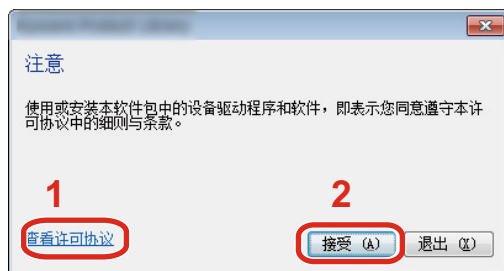 注意
使用或安装本软件包中的设备驱动程序和软件，即表示您同意遵守本许
可协议中的细则与条款。
1
2
查看许可协议
接受 (A)
退出 (X)